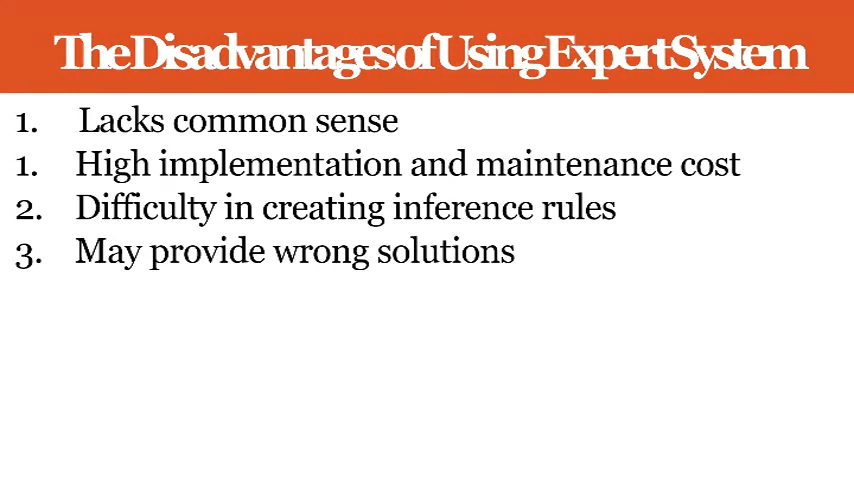 The Disadvantages of Using Expert System
1. Lacks common sense
1. High implementation and maintenance cost
2. Difficulty in creating inference rules
3. May provide wrong solutions